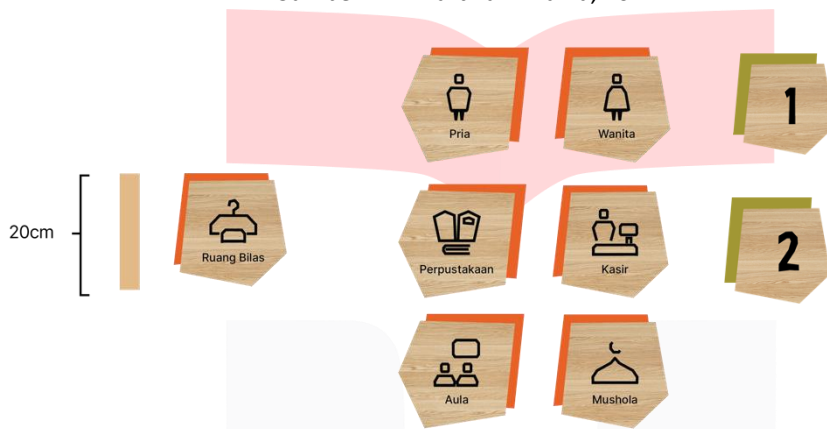 Pria
Wanita
1
20cm
Ruang Bilas
Perpustakaan
Kasir
2
Aula
Mushola